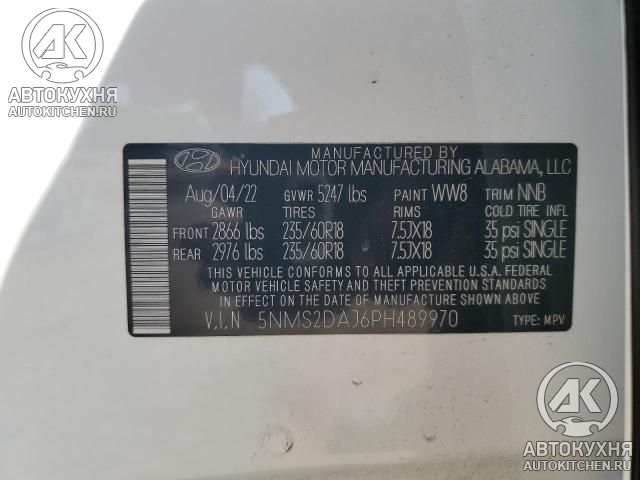 AK
АВТОКУХНЯ
AUTOKITCHEN.RU
MANUFACTURED BY
HYUNDAI MOTOR MANUFACTURING ALABAMA, LLC
Aug/04/22 GVWR 5247 lbs PAINT WW8 TRIM NNB
GAWR TIRES RIMS COLD TIRE INFL
FRONT 2866 lbs 235/60R18 7.5JX18 35 psi SINGLE
REAR 2976 lbs 235/60R18 7.5JX18 35 psi SINGLE
THIS VEHICLE CONFORMS TO ALL APPLICABLE U.S.A. FEDERAL
MOTOR VEHICLE SAFETY AND THEFT PREVENTION STANDARDS
IN EFFECT ON THE DATE OF MANUFACTURE SHOWN ABOVE.
V.I.N 5NMS2DAJ6PH489970 TYPE: MPV
AK
АВТОКУХНЯ
AUTOKITCHEN.RU